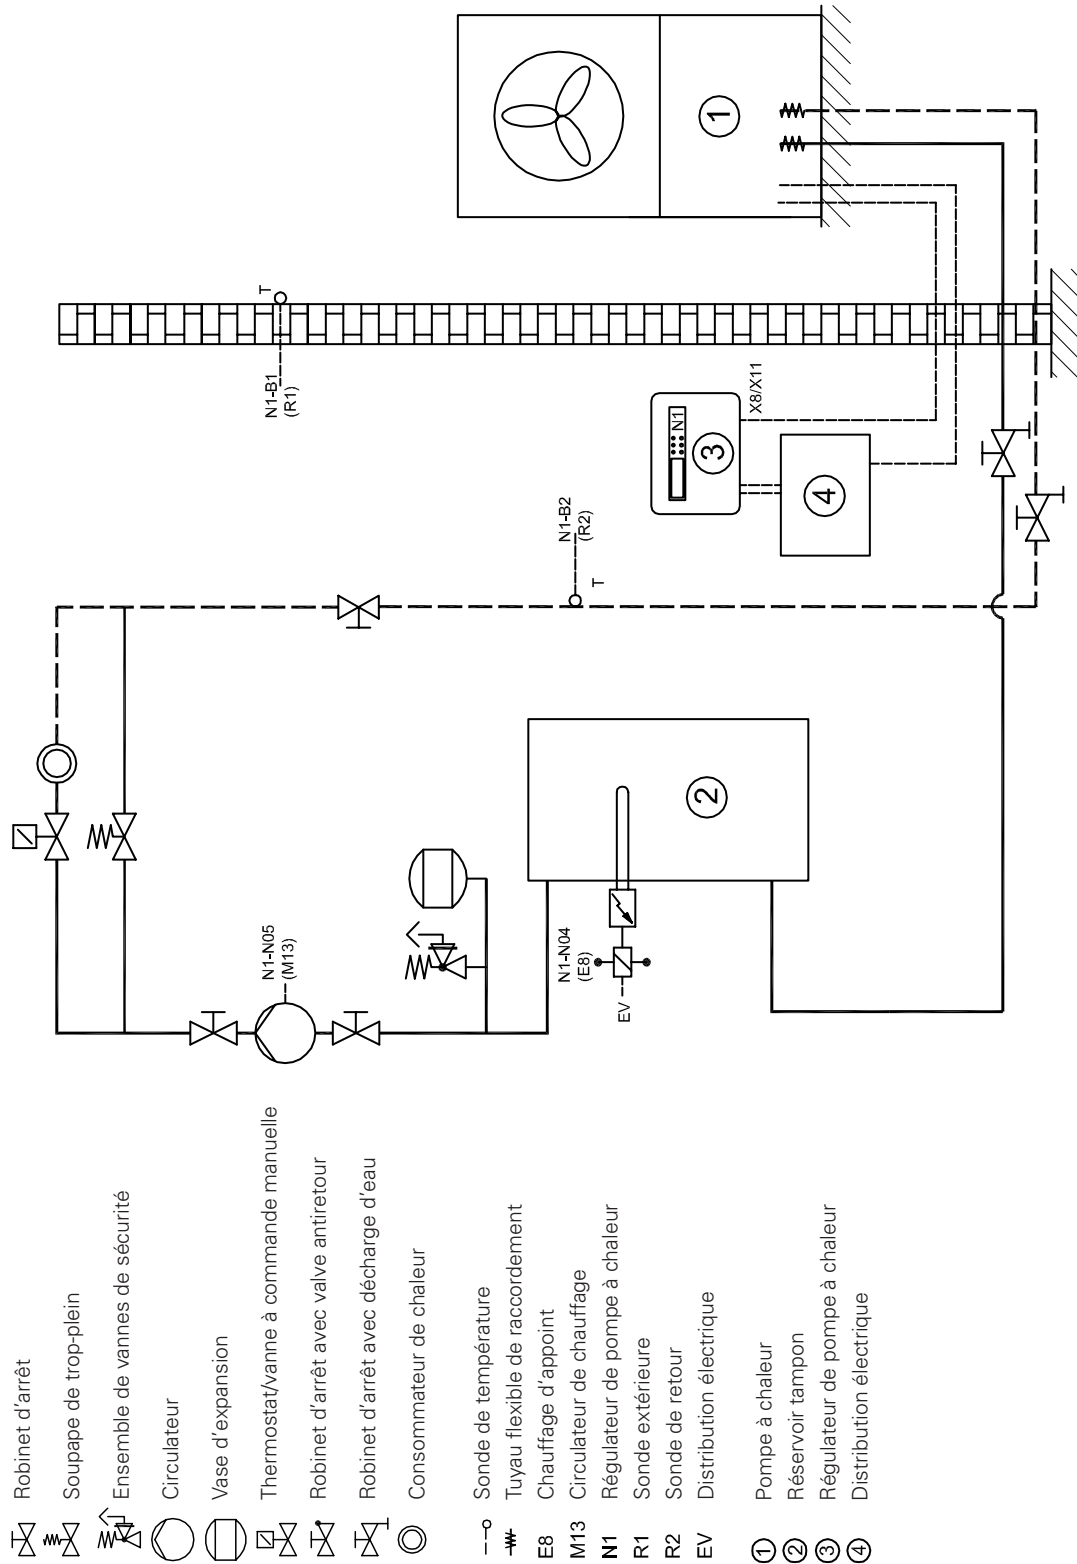 Robinet d'arrêt
Soupape de trop-plein
Ensemble de vannes de sécurité
Circulateur
Vase d'expansion
Thermostat/vanne à commande manuelle
Robinet d'arrêt avec valve antiretour
Robinet d'arrêt avec décharge d'eau
Consommateur de chaleur
Sonde de température
Tuyau flexible de raccordement
E8 Chauffage d'appoint
M13 Circulateur de chauffage
N1 Régulateur de pompe à chaleur
R1 Sonde extérieure
R2 Sonde de retour
EV Distribution électrique
1 Pompe à chaleur
2 Réservoir tampon
3 Régulateur de pompe à chaleur
4 Distribution électrique
N1-N05
(M13)
N1-N04
(E8)
EV
2
N1-B2
(R2)
T
N1-B1
(R1)
T
N1
3
X8/X11
4
1